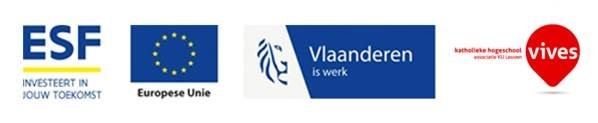 ESF
INVESTEERT IN
JOUW TOEKOMST
Europese Unie
Vlaanderen
is werk
katholieke hogeschool
associatie KU Leuven
vives